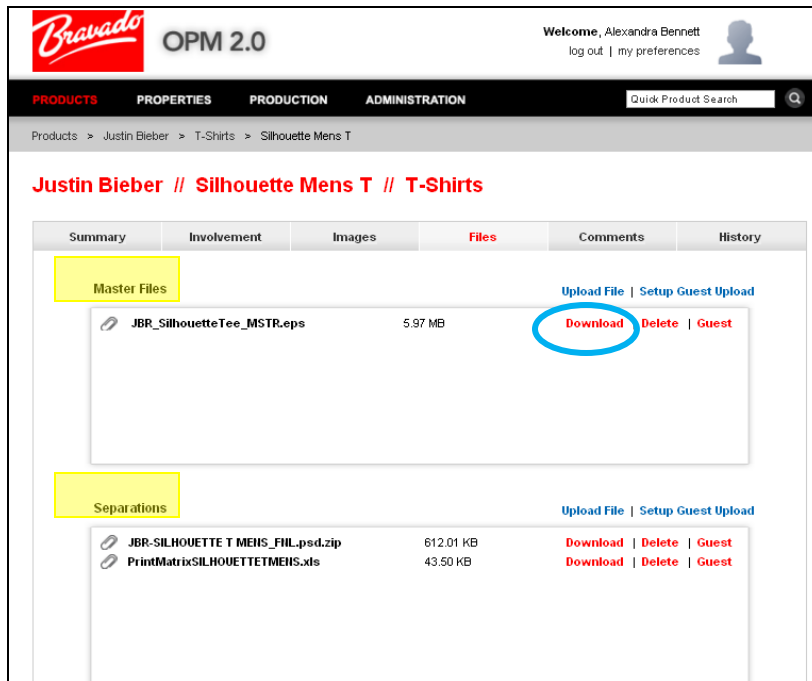 Bravado
OPM 2.0
Welcome, Alexandra Bennett
log out | my preferences
PRODUCTS PROPERTIES PRODUCTION ADMINISTRATION Quick Product Search
Products > Justin Bieber > T-Shirts > Silhouette Mens T
Justin Bieber // Silhouette Mens T // T-Shirts
Summary Involvement Images Files Comments History
Master Files Upload File | Setup Guest Upload
JBR_SilhouetteTee_MSTR.eps 5.97 MB Download Delete | Guest
Separations Upload File | Setup Guest Upload
JBR-SILHOUETTE T MENS_FNL.psd.zip 612.01 KB Download | Delete | Guest
PrintMatrixSILHOUETTETMENS.xls 43.50 KB Download | Delete | Guest